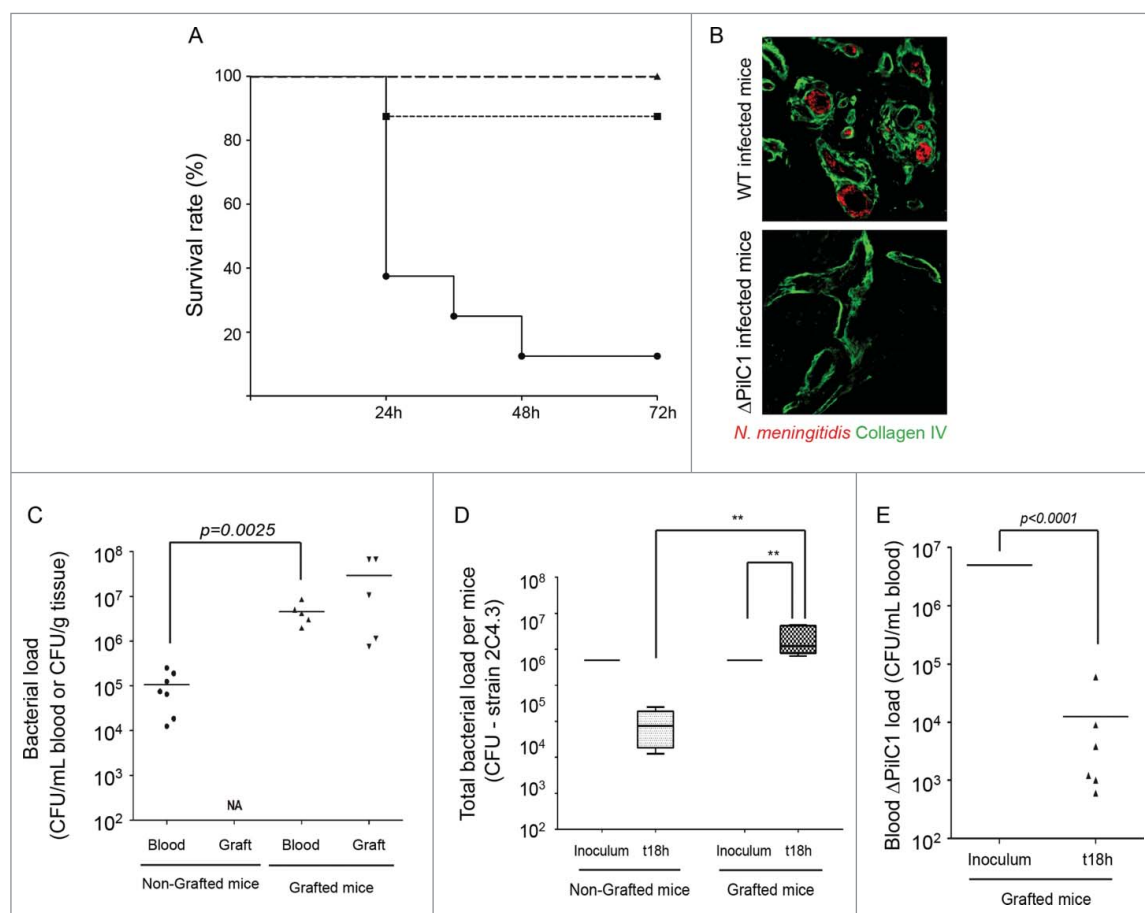 A
Survival rate (%)
100
80
60
40
20
24h
48h
72h
B
WT infected mice
ΔPilC1 infected mice
N. meningitidis Collagen IV
C
p=0.0025
Bacterial load
(CFU/mL blood or CFU/g tissue)
10⁸
10⁷
10⁶
10⁵
10⁴
10³
10²
NA
Blood Graft Blood Graft
Non-Grafted mice Grafted mice
D
**
**
Total bacterial load per mice
(CFU - strain 2C4.3)
10⁸
10⁷
10⁶
10⁵
10⁴
10³
10²
Inoculum t18h Inoculum t18h
Non-Grafted mice Grafted mice
E
p<0.0001
Blood ΔPilC1 load (CFU/mL blood)
10⁷
10⁶
10⁵
10⁴
10³
10²
Inoculum t18h
Grafted mice